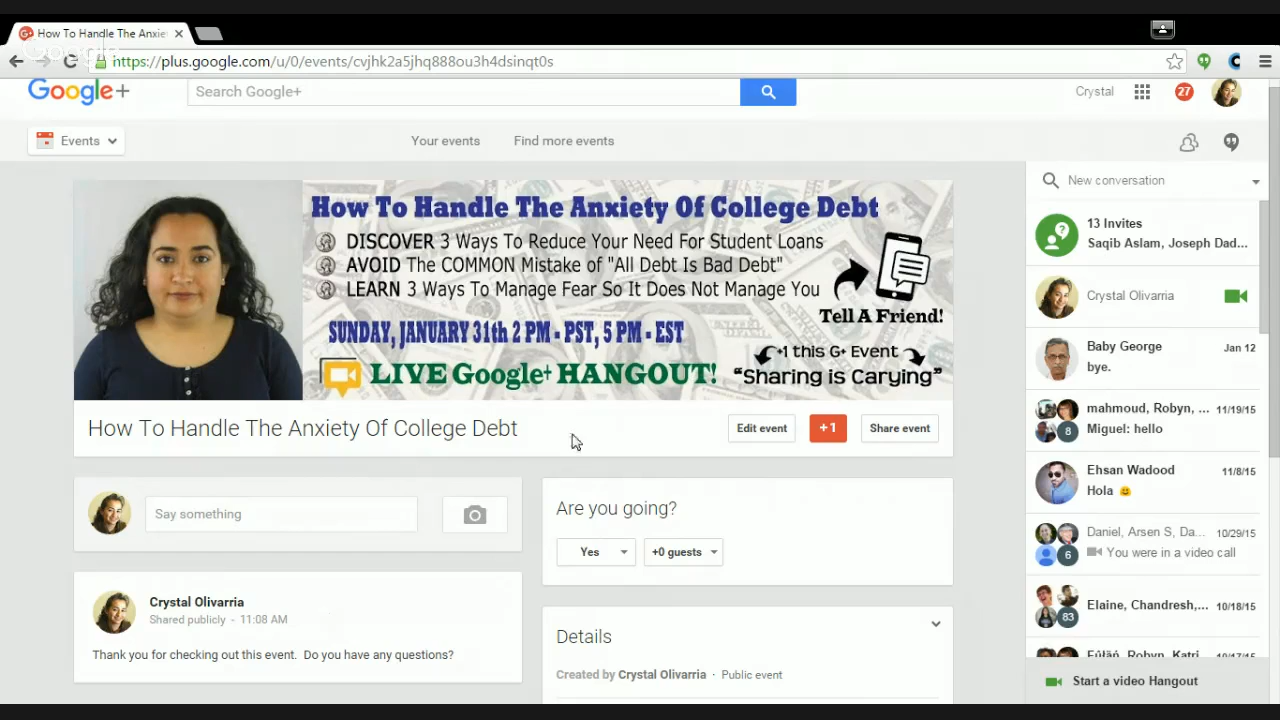 How To Handle The Anxie
Google
https://plus.google.com/u/0/events/cvjhk2a5jhq888ou3h4dsinqt0s
Google+
Search Google+
Crystal
27
Events
Your events
Find more events
How To Handle The Anxiety Of College Debt
DISCOVER 3 Ways To Reduce Your Need For Student Loans
AVOID The COMMON Mistake of "All Debt Is Bad Debt"
LEARN 3 Ways To Manage Fear So It Does Not Manage You
Tell A Friend!
SUNDAY, JANUARY 31th 2 PM - PST, 5 PM - EST
LIVE Google+ HANGOUT!
+1 this G+ Event
"Sharing is Carying"
How To Handle The Anxiety Of College Debt
Edit event
+1
Share event
Say something
Are you going?
Yes
+0 guests
Crystal Olivarria
Shared publicly - 11:08 AM
Thank you for checking out this event. Do you have any questions?
Details
Created by Crystal Olivarria · Public event
New conversation
13 Invites
Saqib Aslam, Joseph Dad...
Crystal Olivarria
Baby George
Jan 12
bye.
mahmoud, Robyn, ...
11/19/15
8
Miguel: hello
Ehsan Wadood
11/8/15
Hola
Daniel, Arsen S, Da...
10/29/15
6
You were in a video call
Elaine, Chandresh,...
10/18/15
83
Robyn, Katri
10/17/15
Start a video Hangout